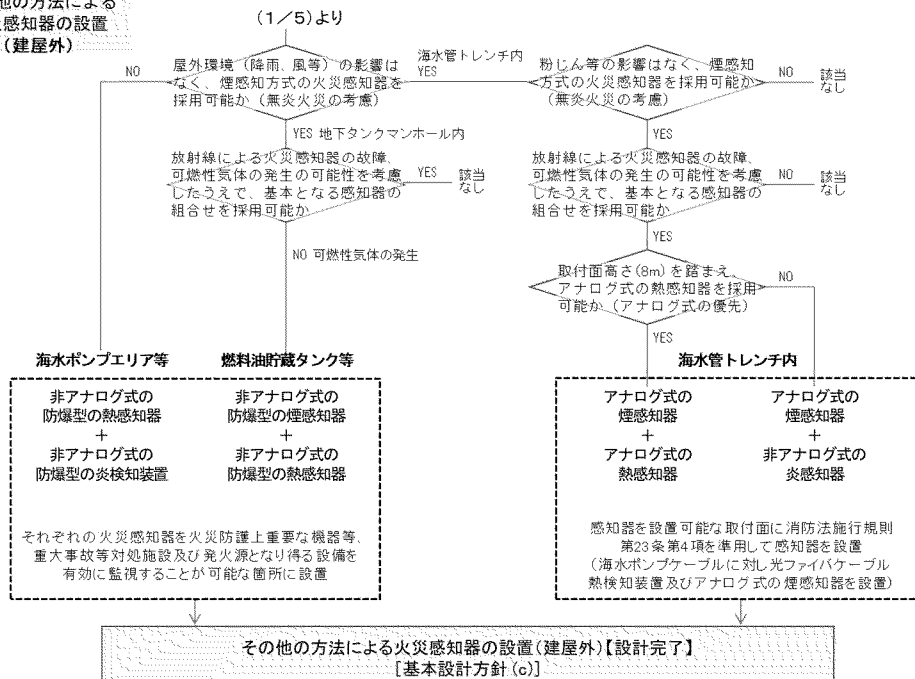 他の方法による
感知器の設置
(建屋外)
(1/5)より
屋外環境(降雨、風等)の影響は
なく、煙感知方式の火災感知器を
採用可能か(無炎火災の考慮)
NO
海水管トレンチ内
YES
粉じん等の影響はなく、煙感知
方式の火災感知器を採用可能か
(無炎火災の考慮)
NO
該当
なし
YES 地下タンクマンホール内
YES
放射線による火災感知器の故障、
可燃性気体の発生の可能性を考慮
したうえで、基本となる感知器の
組合せを採用可能か
YES
該当
なし
放射線による火災感知器の故障、
可燃性気体の発生の可能性を考慮
したうえで、基本となる感知器の
組合せを採用可能か
NO
該当
なし
NO 可燃性気体の発生
YES
取付面高さ(8m)を踏まえ、
アナログ式の熱感知器を採用
可能か(アナログ式の優先)
NO
YES
海水ポンプエリア等
燃料油貯蔵タンク等
海水管トレンチ内
非アナログ式の
防爆型の熱感知器
+
非アナログ式の
防爆型の炎検知装置
非アナログ式の
防爆型の煙感知器
+
非アナログ式の
防爆型の熱感知器
それぞれの火災感知器を火災防護上重要な機器等、
重大事故等対処施設及び発火源となり得る設備を
有効に監視することが可能な箇所に設置
アナログ式の
煙感知器
+
アナログ式の
熱感知器
アナログ式の
煙感知器
+
非アナログ式の
炎感知器
感知器を設置可能な取付面に消防法施行規則
第23条第4項を準用して感知器を設置
(海水ポンプケーブルに対し光ファイバケーブル
熱検知装置及びアナログ式の煙感知器を設置)
その他の方法による火災感知器の設置(建屋外)【設計完了】
[基本設計方針(c)]